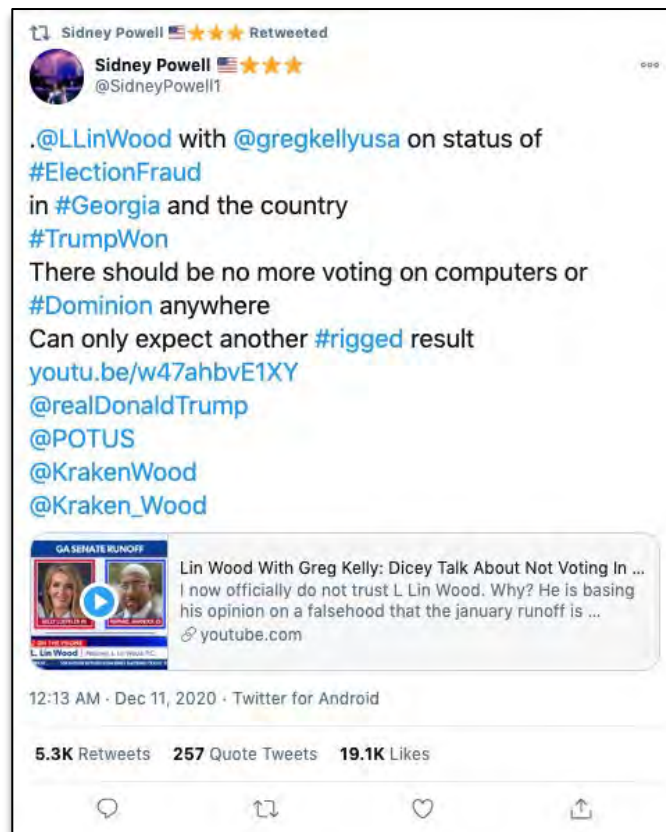 Sidney Powell 🇺🇸⭐⭐⭐ Retweeted
Sidney Powell 🇺🇸⭐⭐⭐
@SidneyPowell1
.@LLinWood with @gregkellyusa on status of
#ElectionFraud
in #Georgia and the country
#TrumpWon
There should be no more voting on computers or
#Dominion anywhere
Can only expect another #rigged result
youtu.be/w47ahbvE1XY
@realDonaldTrump
@POTUS
@KrakenWood
@Kraken_Wood
GA SENATE RUNOFF
L. Lin Wood
Lin Wood With Greg Kelly: Dicey Talk About Not Voting In ...
I now officially do not trust L Lin Wood. Why? He is basing
his opinion on a falsehood that the january runoff is ...
youtube.com
12:13 AM · Dec 11, 2020 · Twitter for Android
5.3K Retweets 257 Quote Tweets 19.1K Likes